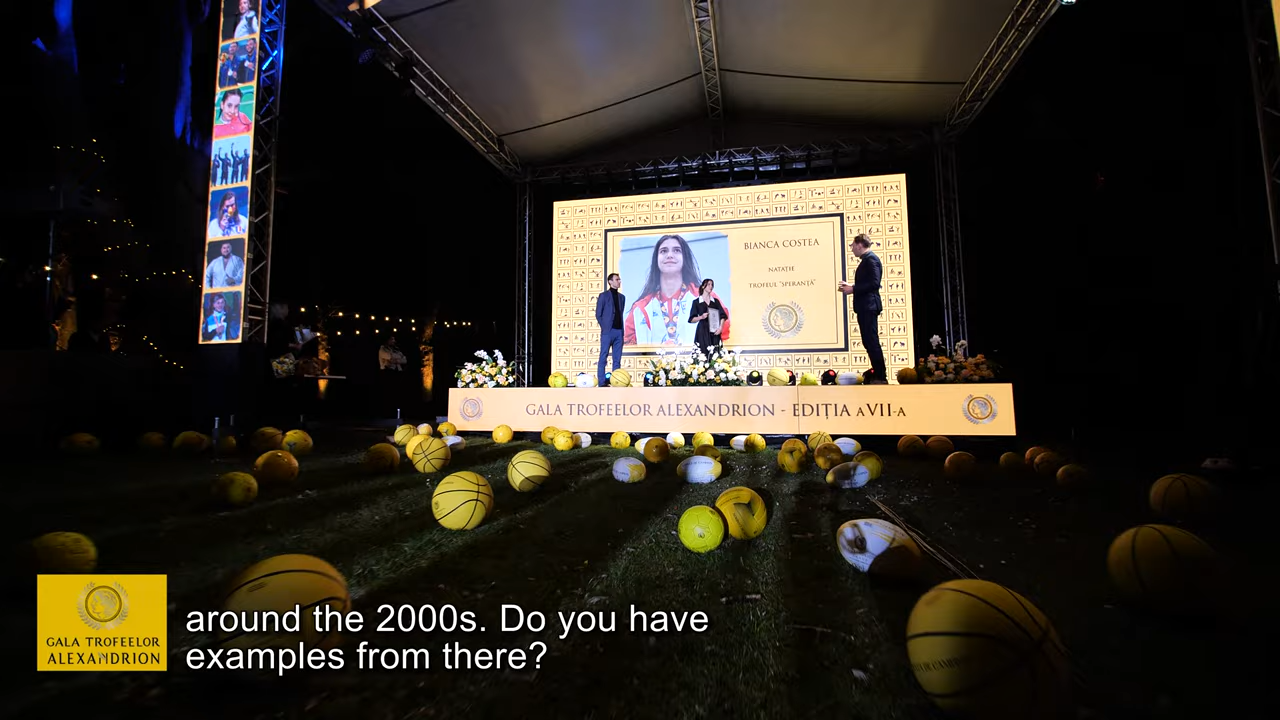 BIANCA COSTEA
NATAȚIE
TROFEUL "SPERANȚA"
GALA TROFEELOR ALEXANDRION - EDIȚIA A VII-A
GALA TROFEELOR
ALEXANDRION
around the 2000s. Do you have
examples from there?